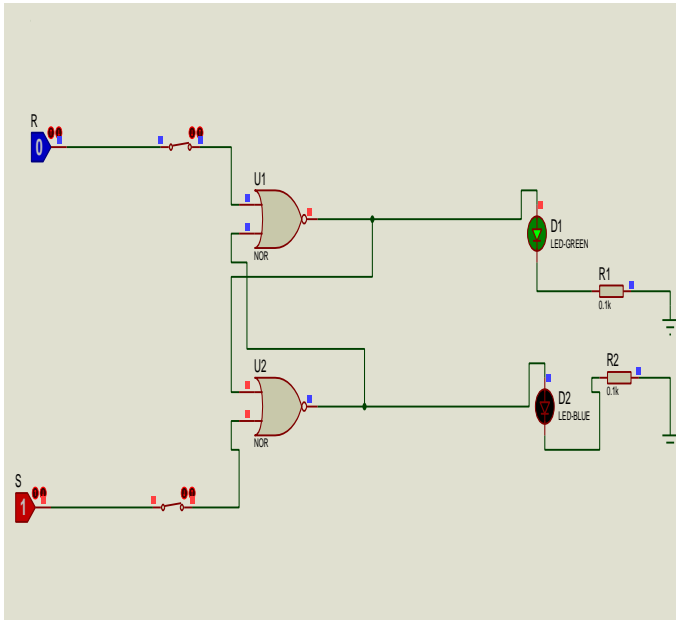 R
0
U1
NOR
D1
LED-GREEN
R1
0.1k
U2
NOR
D2
LED-BLUE
R2
0.1k
S
1